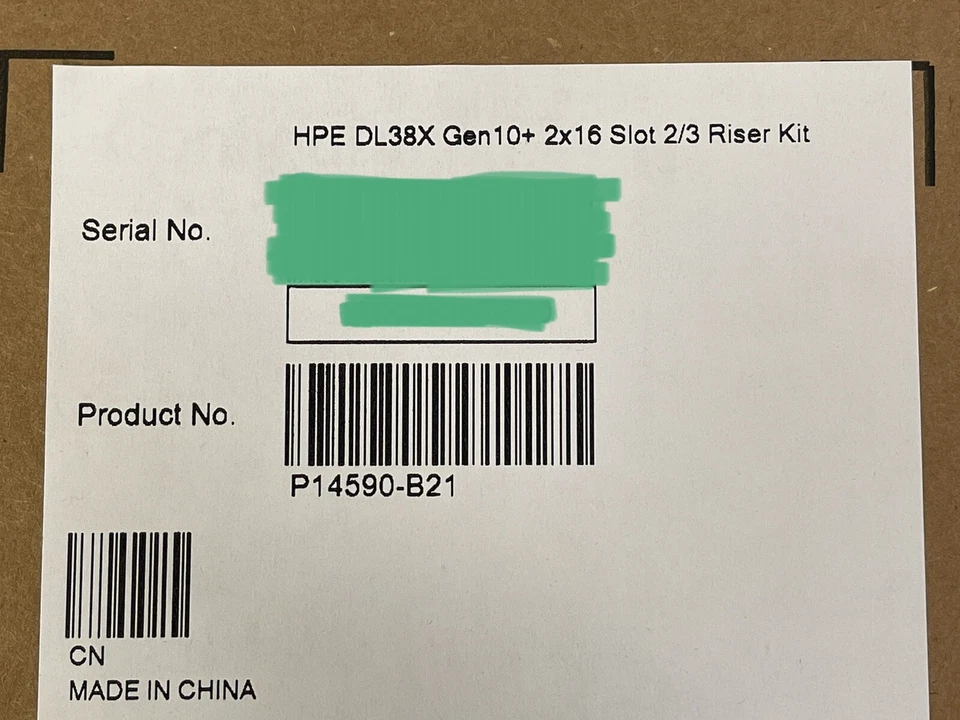 HPE DL38X Gen10+ 2x16 Slot 2/3 Riser Kit
Serial No.
Product No.
P14590-B21
CN
MADE IN CHINA